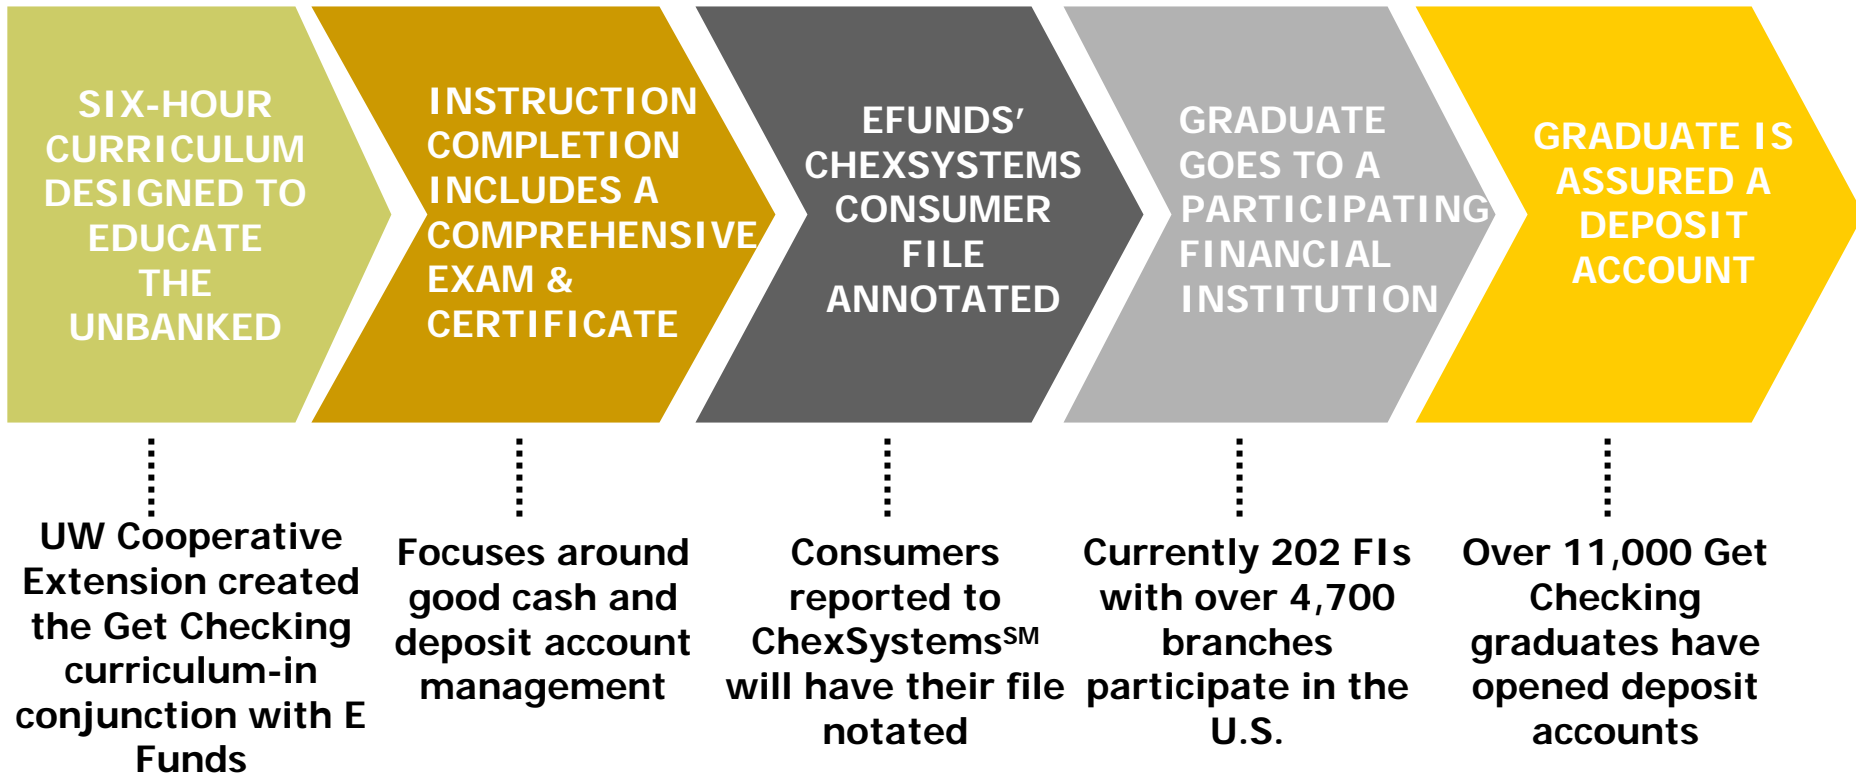 SIX-HOUR
CURRICULUM
DESIGNED TO
EDUCATE
THE
UNBANKED
INSTRUCTION
COMPLETION
INCLUDES A
COMPREHENSIVE
EXAM &
CERTIFICATE
EFUNDS’
CHEXSYSTEMS
CONSUMER
FILE
ANNOTATED
GRADUATE
GOES TO A
PARTICIPATING
FINANCIAL
INSTITUTION
GRADUATE IS
ASSURED A
DEPOSIT
ACCOUNT
UW Cooperative
Extension created
the Get Checking
curriculum-in
conjunction with E
Funds
Focuses around
good cash and
deposit account
management
Consumers
reported to
ChexSystems℠
will have their file
notated
Currently 202 FIs
with over 4,700
branches
participate in the
U.S.
Over 11,000 Get
Checking
graduates have
opened deposit
accounts